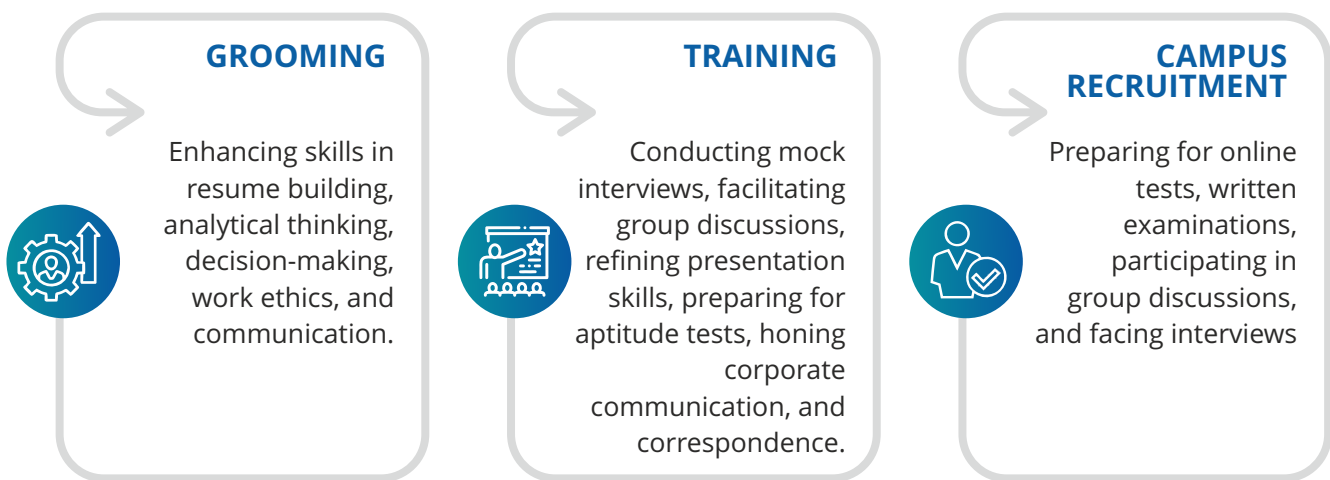 GROOMING
Enhancing skills in
resume building,
analytical thinking,
decision-making,
work ethics, and
communication.
TRAINING
Conducting mock
interviews, facilitating
group discussions,
refining presentation
skills, preparing for
aptitude tests, honing
corporate
communication, and
correspondence.
CAMPUS
RECRUITMENT
Preparing for online
tests, written
examinations,
participating in
group discussions,
and facing interviews